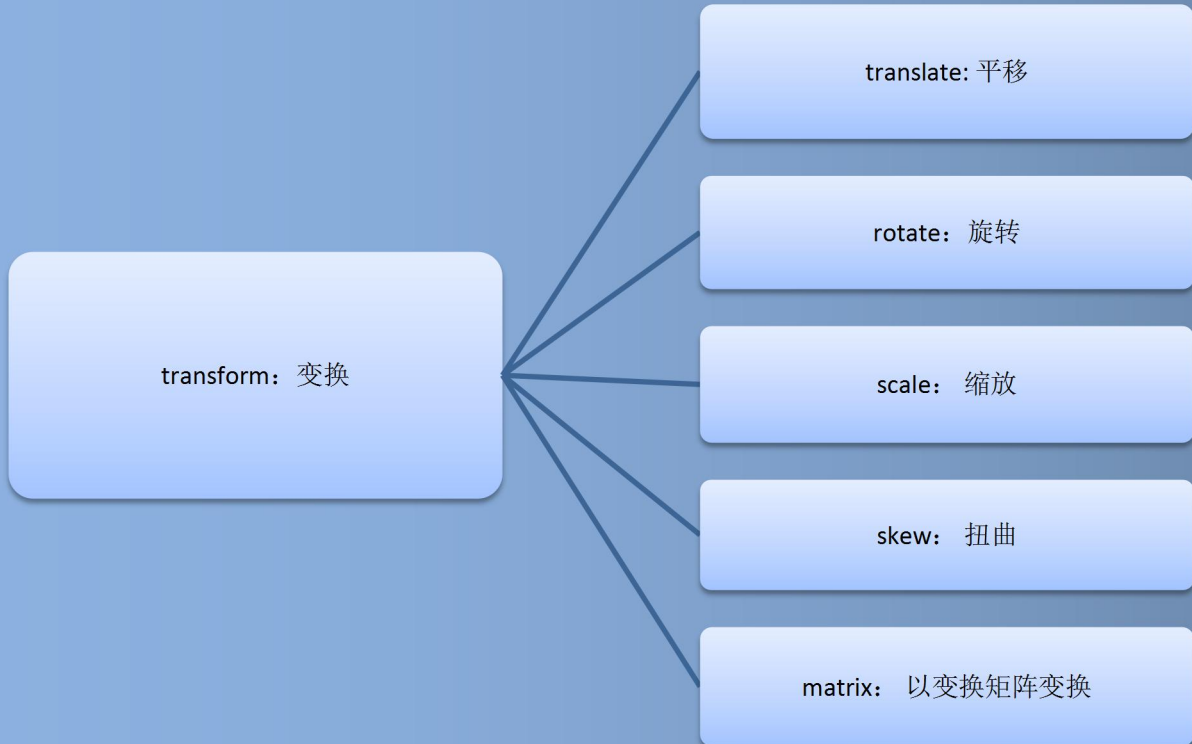 translate: 平移
rotate： 旋转
transform：变换
scale： 缩放
skew： 扭曲
matrix： 以变换矩阵变换